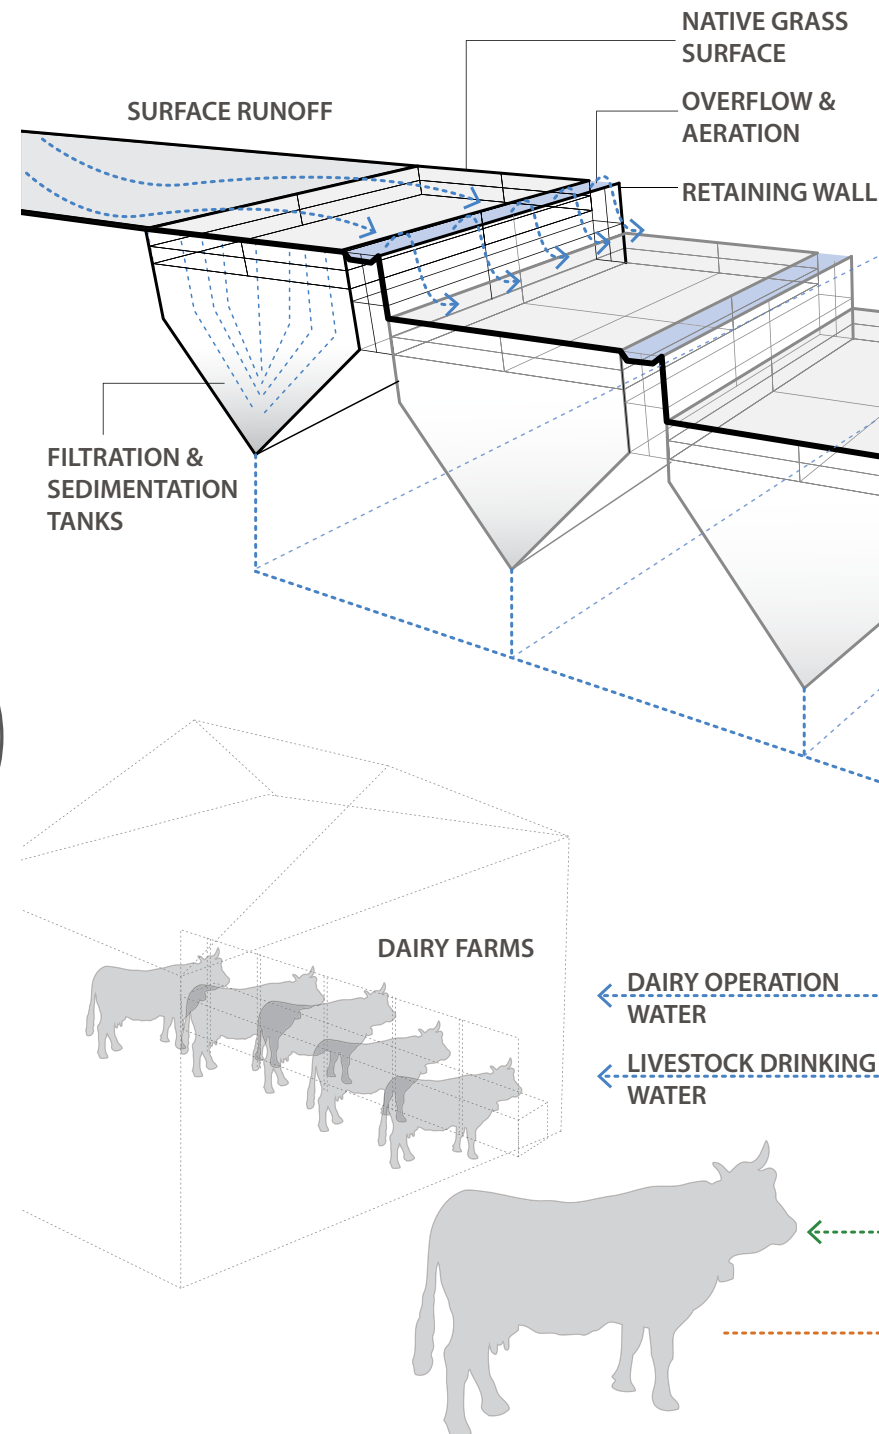 NATIVE GRASS
SURFACE
SURFACE RUNOFF
OVERFLOW &
AERATION
RETAINING WALL
FILTRATION &
SEDIMENTATION
TANKS
DAIRY FARMS
DAIRY OPERATION
WATER
LIVESTOCK DRINKING
WATER